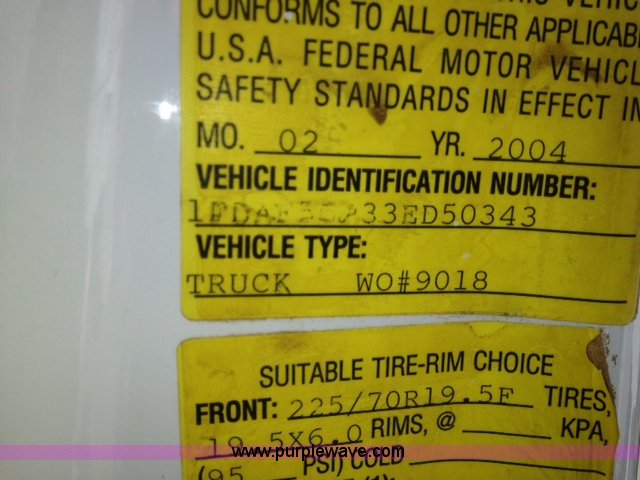 CONFORMS TO ALL OTHER
U.S.A. FEDERAL MOTOR
SAFETY STANDARDS IN EFFECT IN
MO. 02 YR. 2004
VEHICLE IDENTIFICATION NUMBER:
VEHICLE TYPE:
TRUCK WO#9018
SUITABLE TIRE-RIM CHOICE
FRONT: 225/70R19.5F TIRES,
19.5X6.0 RIMS, @ KPA,
www.purplewave.com
(95 PSI) COLD